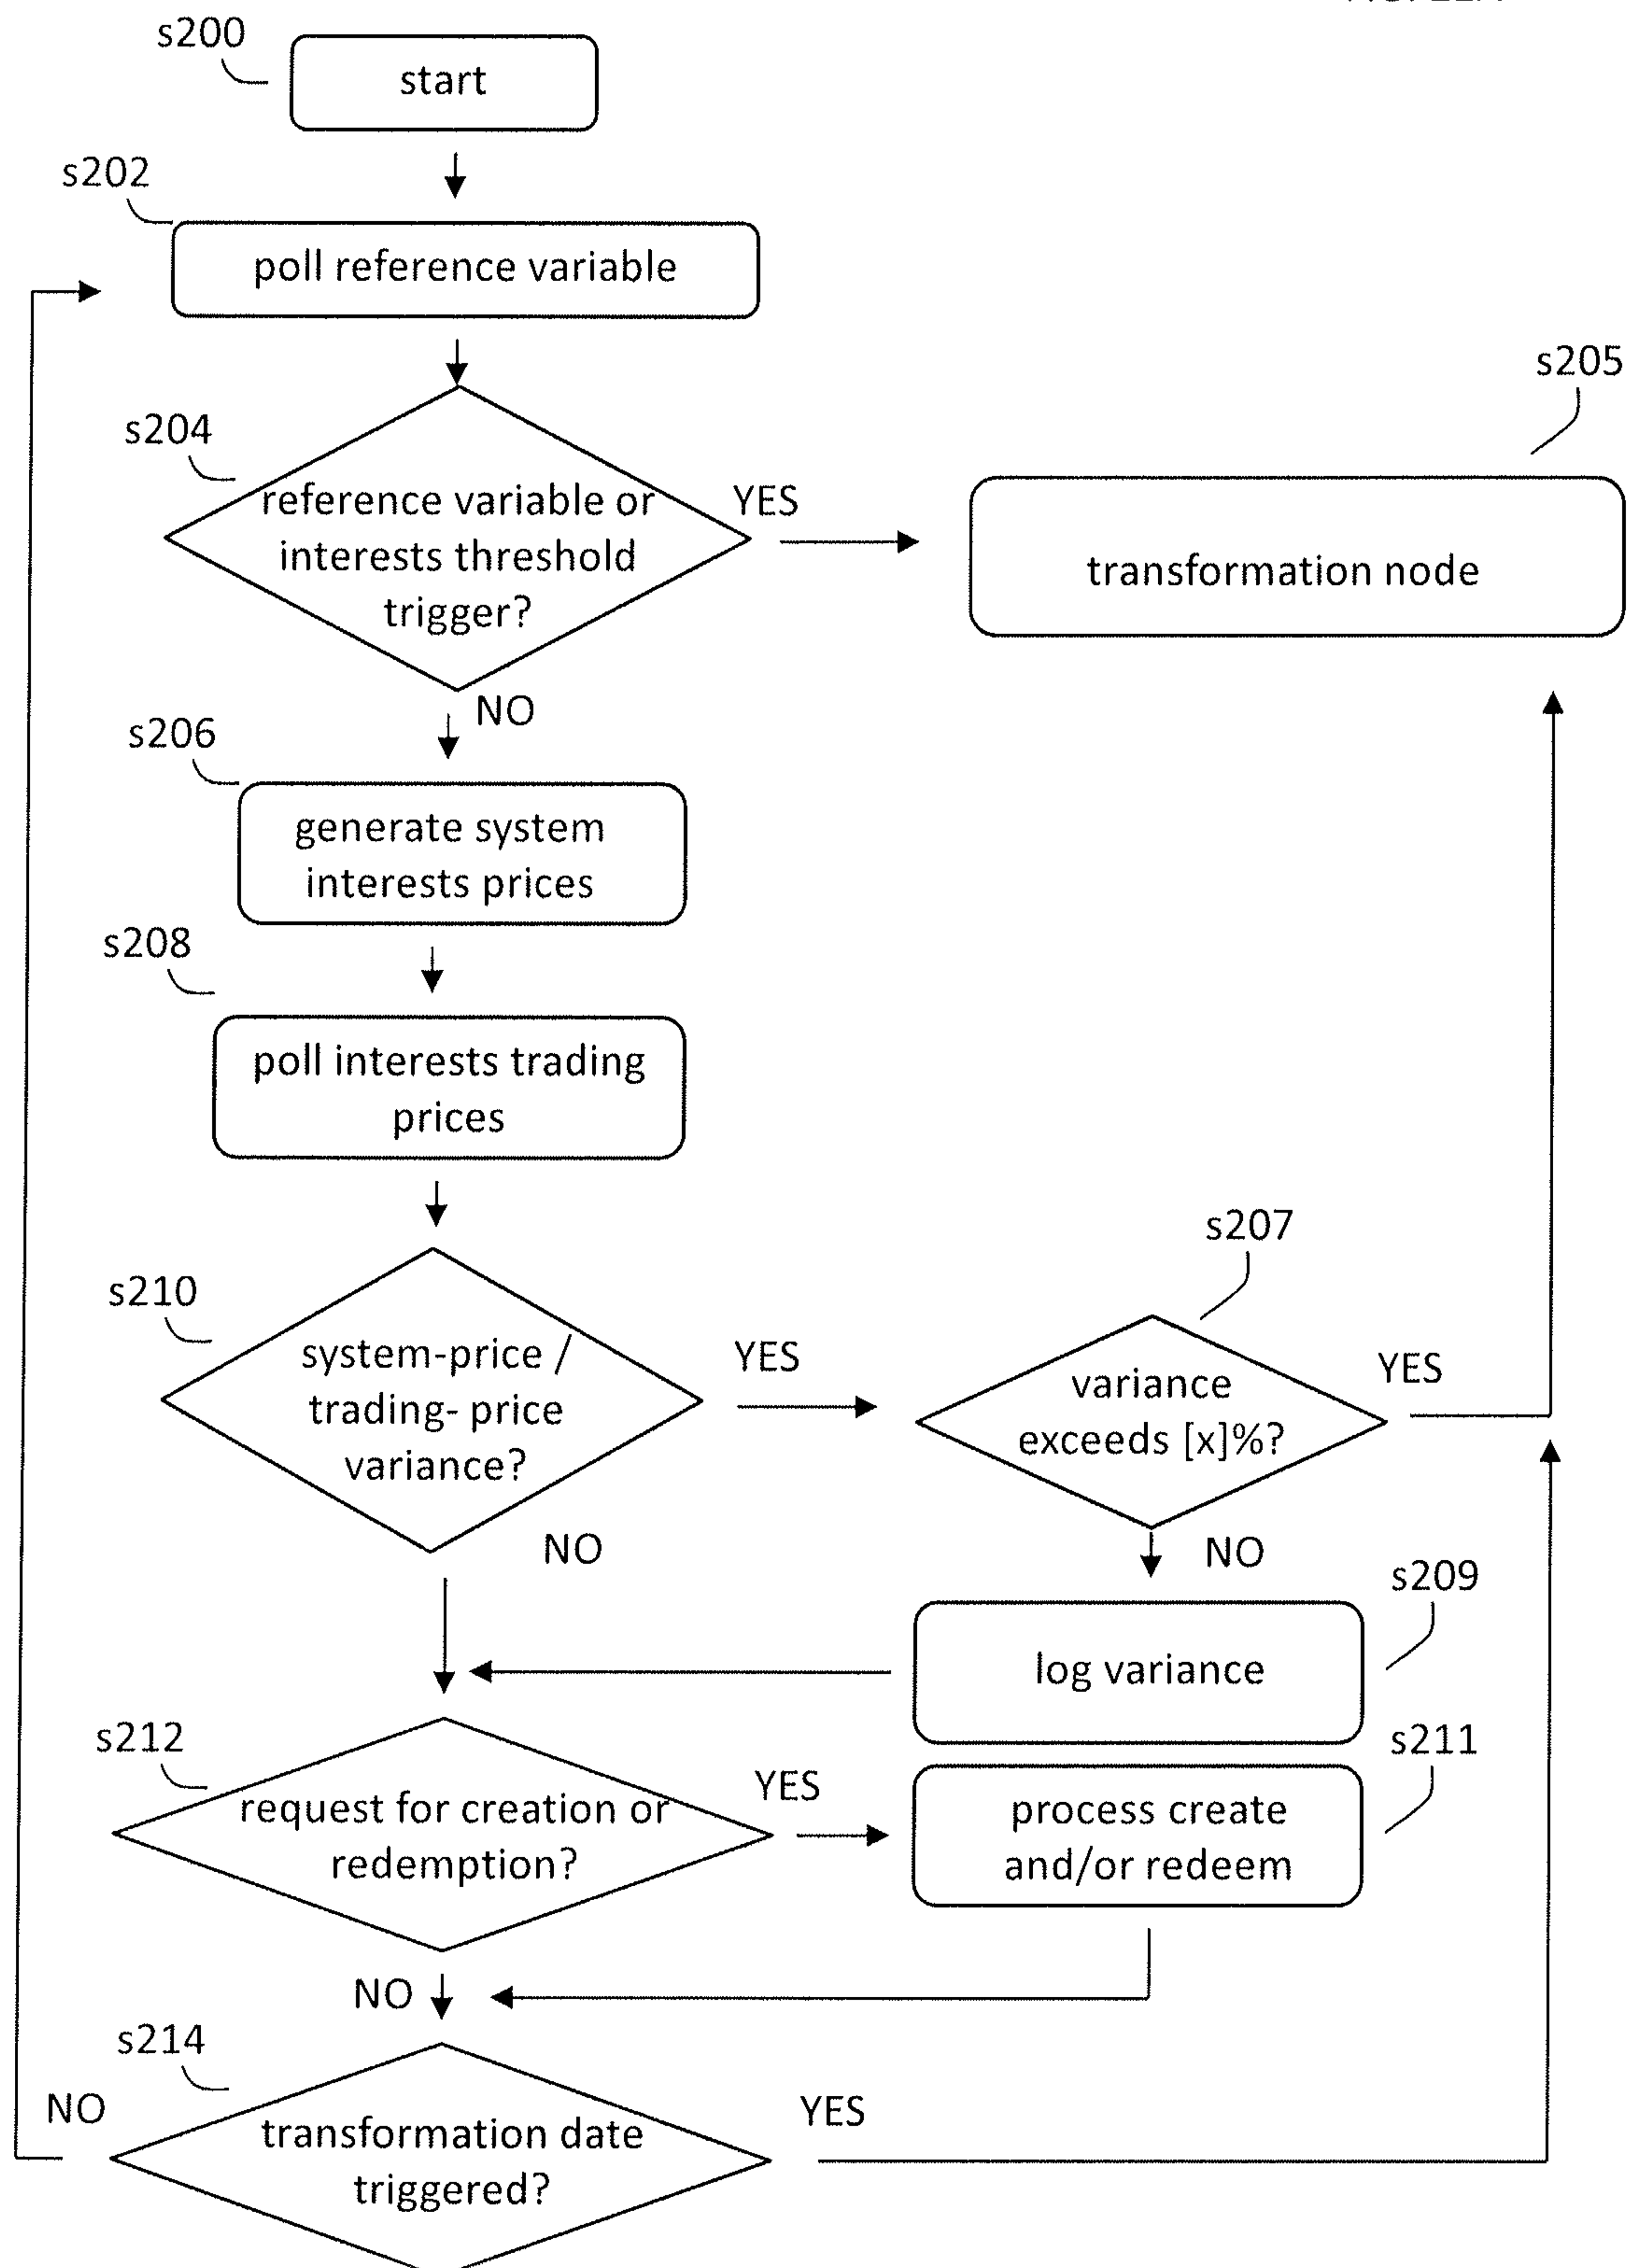 s200
start
s202
poll reference variable
s205
s204
reference variable or
interests threshold
trigger?
YES
transformation node
NO
s206
generate system
interests prices
s208
poll interests trading
prices
s207
s210
system-price /
trading- price
variance?
YES
variance
exceeds [x]%?
YES
NO
NO
s209
log variance
s212
s211
request for creation or
redemption?
YES
process create
and/or redeem
NO
s214
NO
transformation date
triggered?
YES